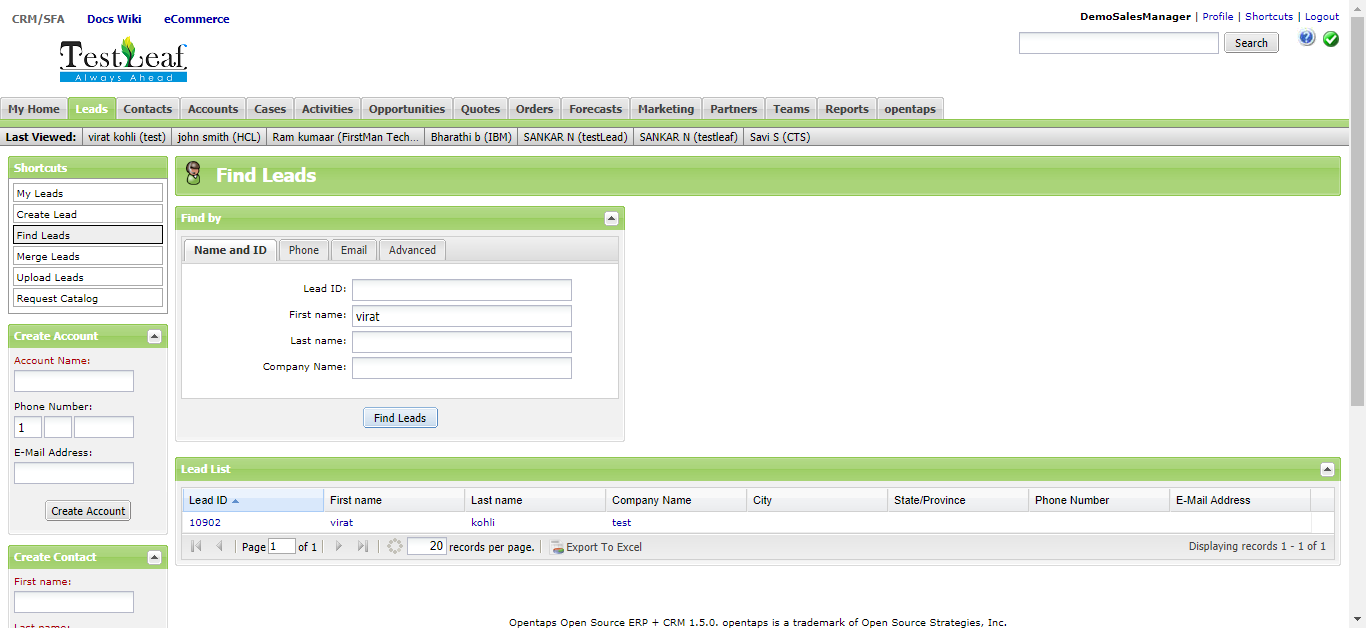 CRM/SFA Docs Wiki eCommerce
DemoSalesManager | Profile | Shortcuts | Logout
Search
TestLeaf
Always Ahead
My Home Leads Contacts Accounts Cases Activities Opportunities Quotes Orders Forecasts Marketing Partners Teams Reports opentaps
Last Viewed: virat kohli (test) john smith (HCL) Ram kumaar (FirstMan Tech... Bharathi b (IBM) SANKAR N (testLead) SANKAR N (testleaf) Savi S (CTS)
Shortcuts
My Leads
Create Lead
Find Leads
Merge Leads
Upload Leads
Request Catalog
Create Account
Account Name:
Phone Number:
1
E-Mail Address:
Create Account
Create Contact
First name:
Last name:
Find Leads
Find by
Name and ID Phone Email Advanced
Lead ID:
First name: virat
Last name:
Company Name:
Find Leads
Lead List
Lead ID First name Last name Company Name City State/Province Phone Number E-Mail Address
10902 virat kohli test
Page 1 of 1 20 records per page. Export To Excel Displaying records 1 - 1 of 1
Opentaps Open Source ERP + CRM 1.5.0. opentaps is a trademark of Open Source Strategies, Inc.